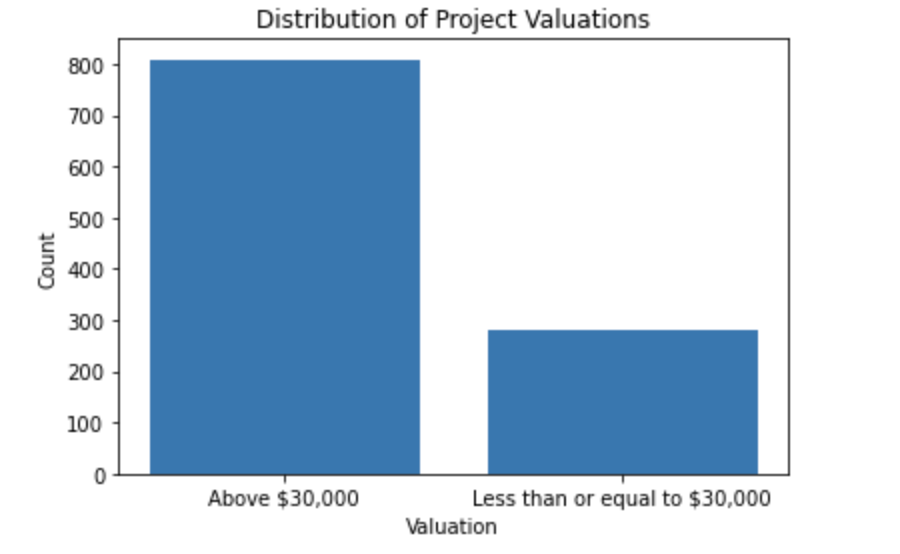 Distribution of Project Valuations
800
700
600
500
400
300
200
100
0
Count
Above $30,000
Less than or equal to $30,000
Valuation